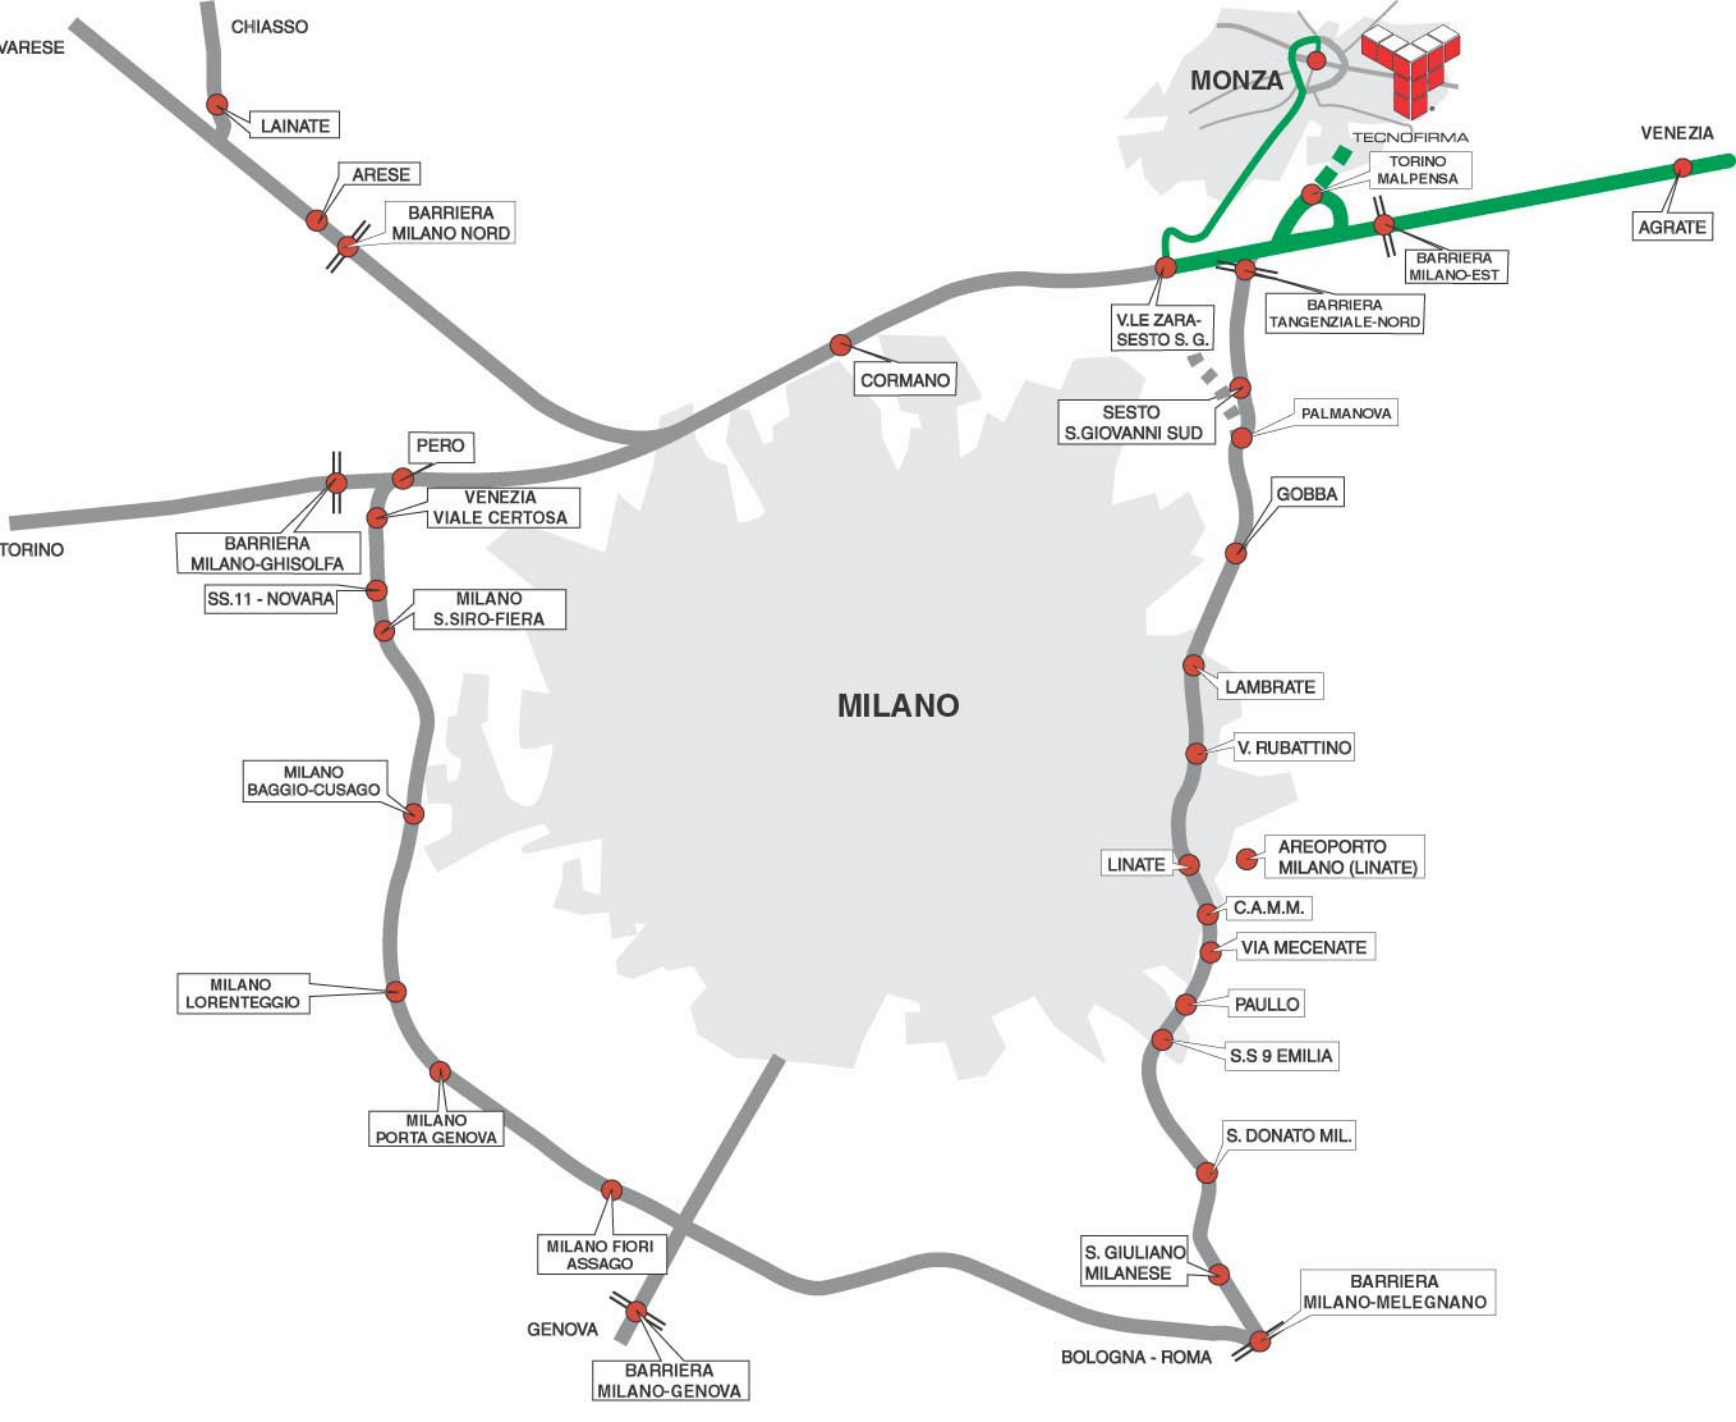 CHIASSO
VARESE
LAINATE
ARESE
BARRIERA
MILANO NORD
MONZA
TECNOFIRMA
VENEZIA
TORINO
MALPENSA
AGRATE
BARRIERA
MILANO-EST
BARRIERA
TANGENZIALE-NORD
V.LE ZARA-
SESTO S. G.
CORMANO
SESTO
S.GIOVANNI SUD
PALMANOVA
PERO
VENEZIA
VIALE CERTOSA
GOBBA
TORINO
BARRIERA
MILANO-GHISOLFA
SS.11 - NOVARA
MILANO
S.SIRO-FIERA
LAMBRATE
MILANO
V. RUBATTINO
MILANO
BAGGIO-CUSAGO
LINATE
AREOPORTO
MILANO (LINATE)
C.A.M.M.
VIA MECENATE
MILANO
LORENTEGGIO
PAULLO
S.S 9 EMILIA
MILANO
PORTA GENOVA
S. DONATO MIL.
MILANO FIORI
ASSAGO
S. GIULIANO
MILANESE
BARRIERA
MILANO-MELEGNANO
GENOVA
BOLOGNA - ROMA
BARRIERA
MILANO-GENOVA